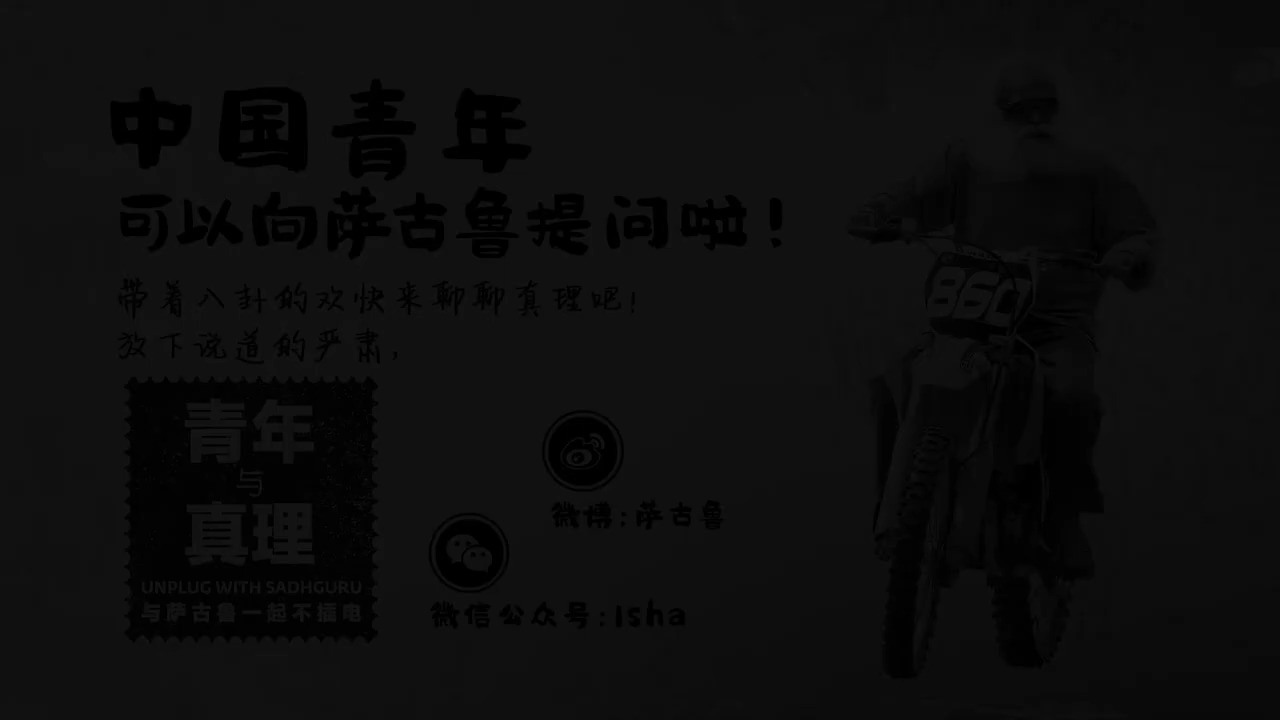 中国青年
可以向萨古鲁提问啦！
带着八卦的欢快来聊聊真理吧！
放下说道的严肃，
860
青年
与
真理
UNPLUG WITH SADHGURU
与萨古鲁一起不插电
微博:萨古鲁
微信公众号:Isha